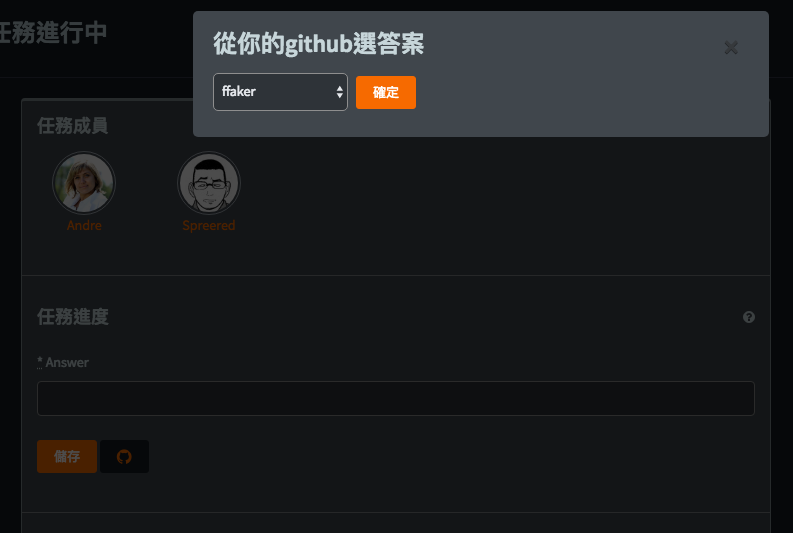 任務進行中
從你的github選答案
ffaker
確定
任務成員
Andre
Spreered
任務進度
* Answer
儲存